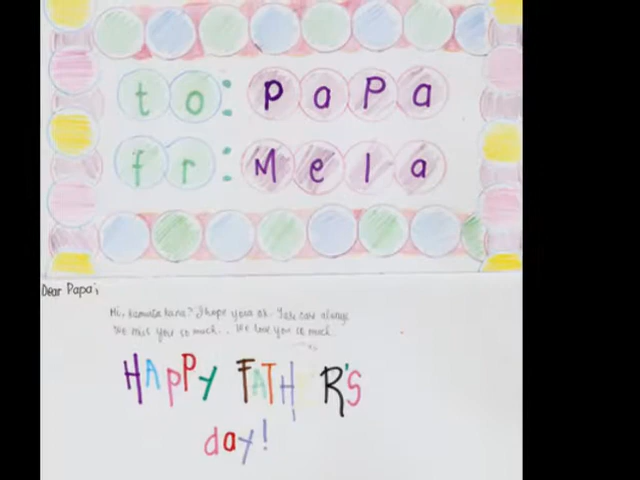 to: PaPa
fr: Mela
Dear Papa;
Hi, kamusta kana? I hope your ok. Take care always
We miss you so much.. We love you so much
HAppY FATHER'S
day!